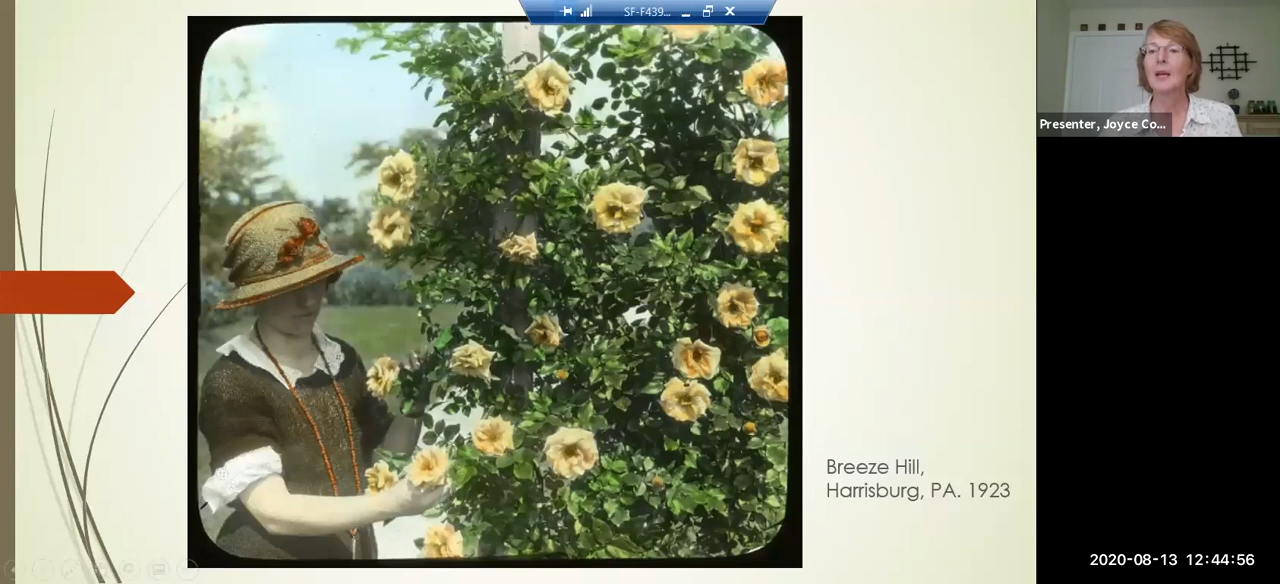 SF-F439...
Presenter, Joyce Co...
Breeze Hill,
Harrisburg, PA. 1923
2020-08-13 12:44:56